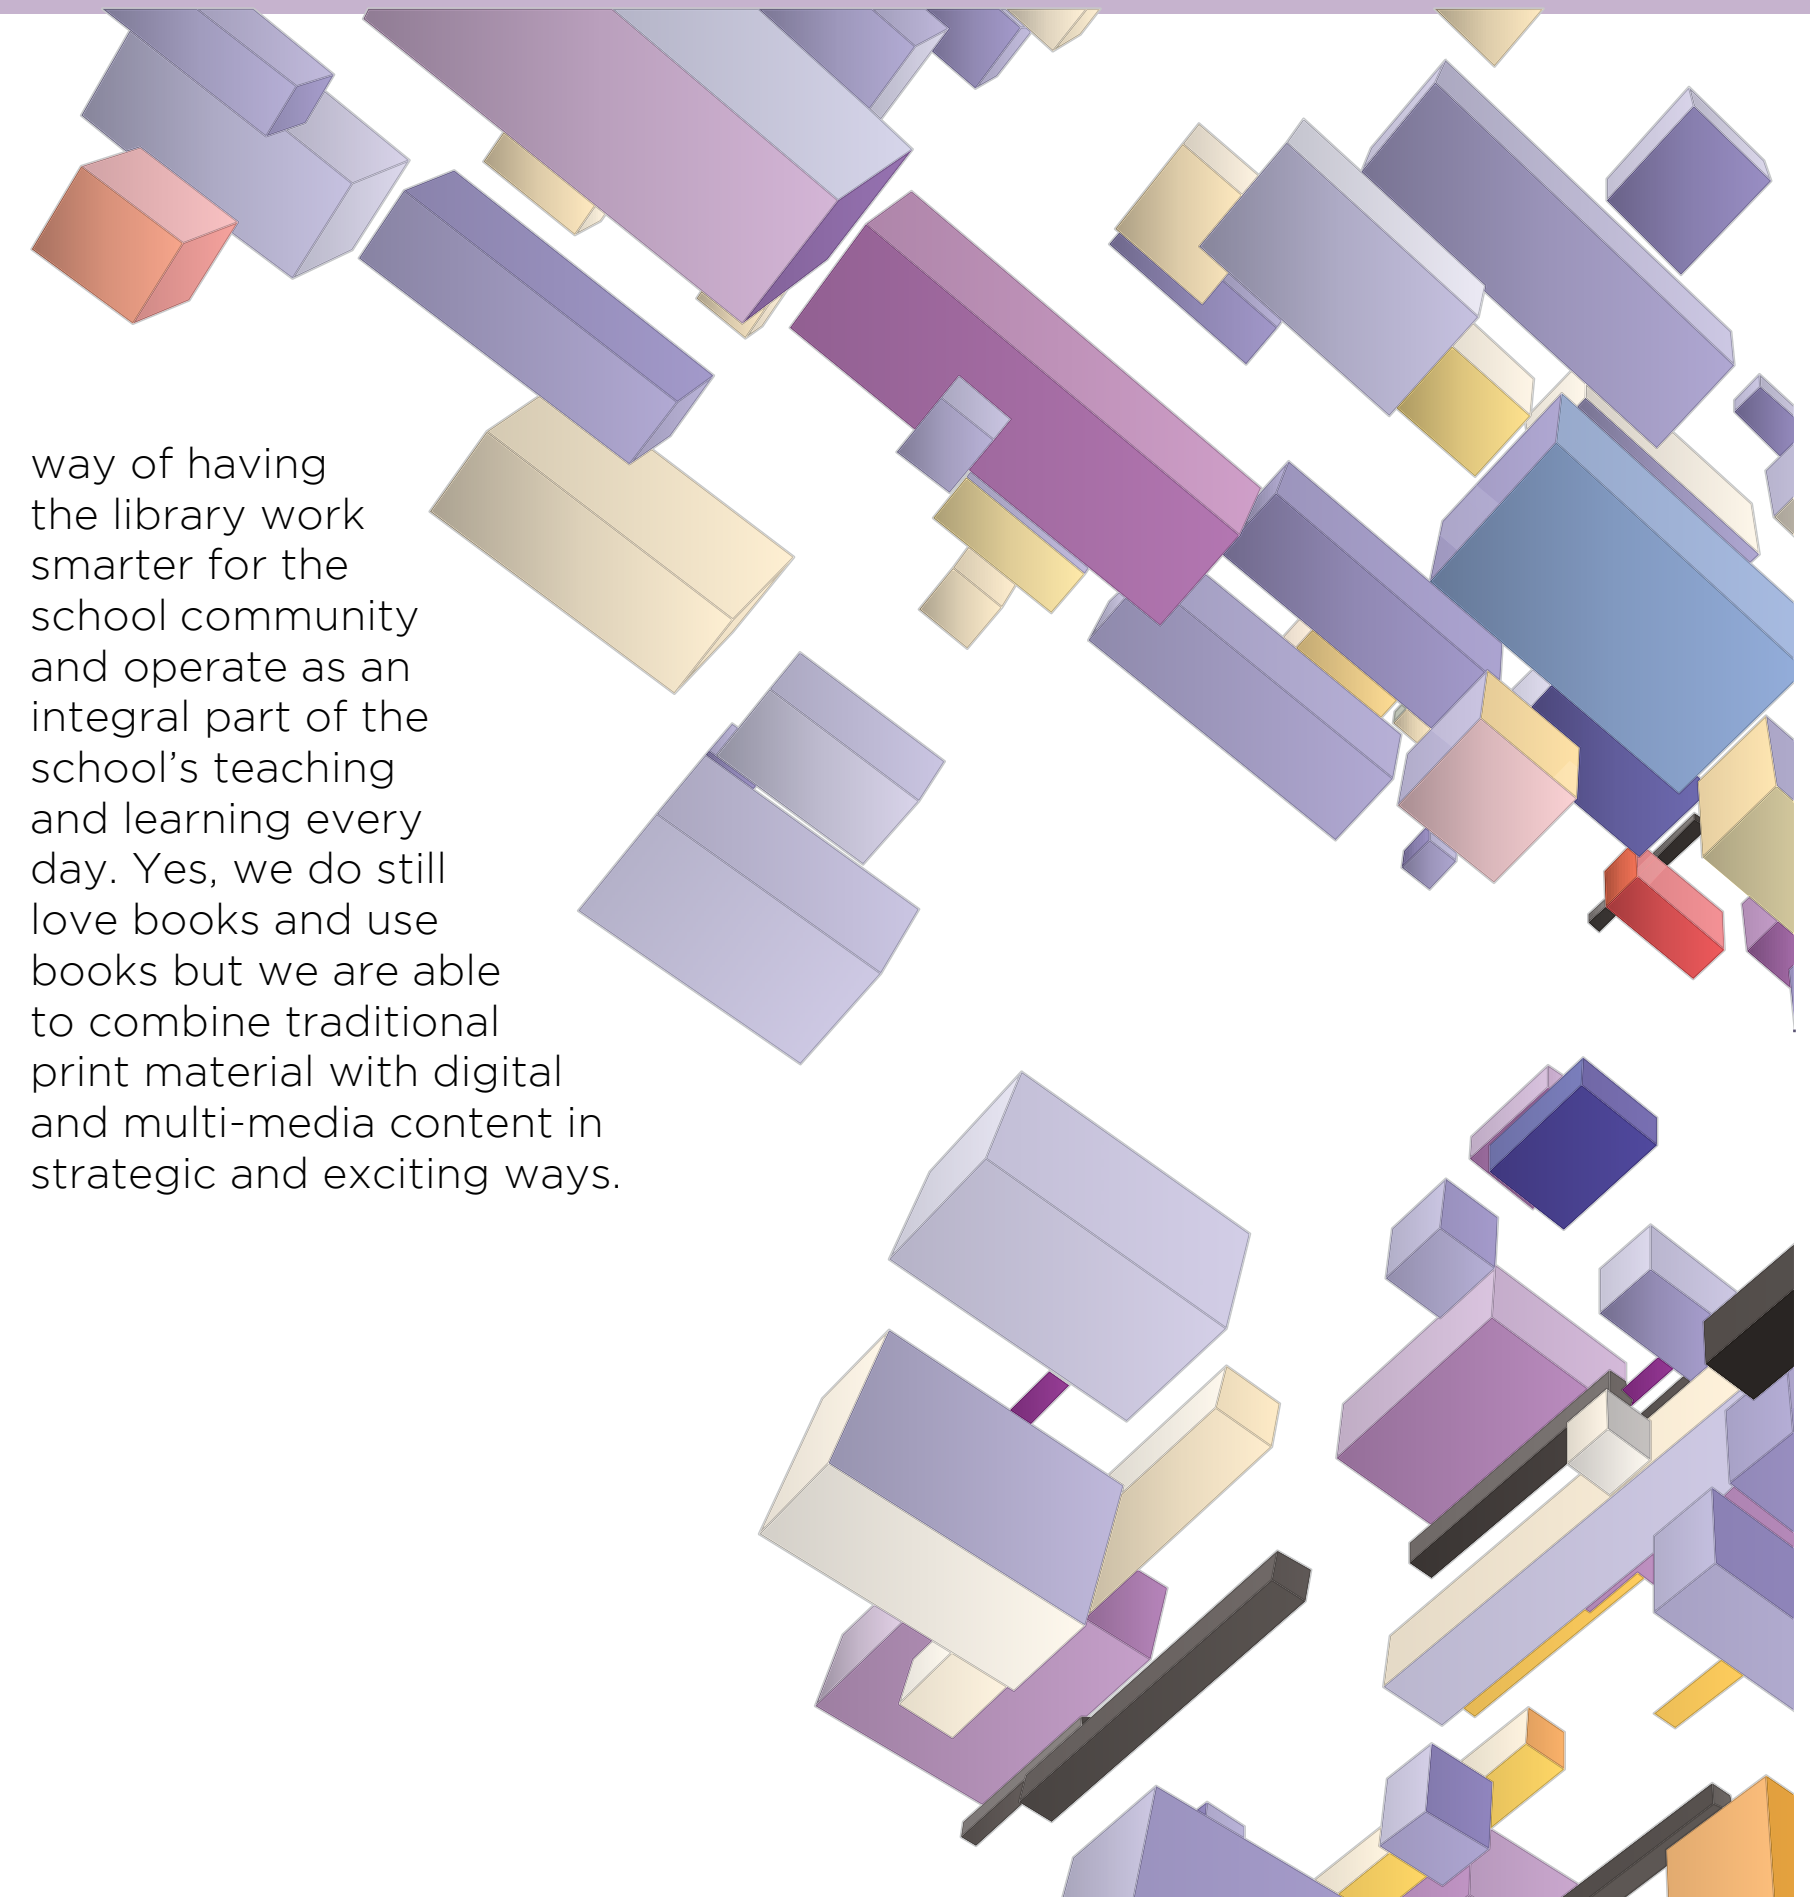 way of having
the library work
smarter for the
school community
and operate as an
integral part of the
school’s teaching
and learning every
day. Yes, we do still
love books and use
books but we are able
to combine traditional
print material with digital
and multi-media content in
strategic and exciting ways.